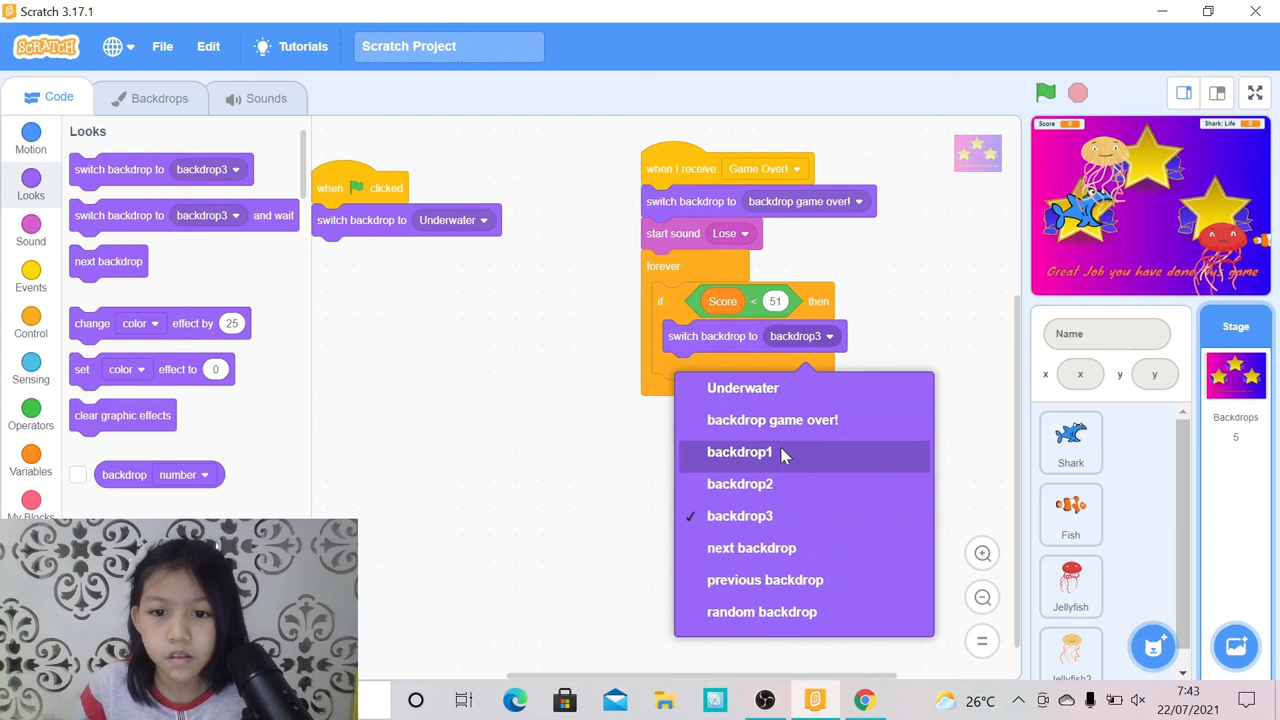 Scratch 3.17.1
SCRATCH
File
Edit
Tutorials
Scratch Project
Code
Backdrops
Sounds
Motion
Looks
Sound
Events
Control
Sensing
Operators
Variables
My Blocks
Looks
switch backdrop to backdrop3
switch backdrop to backdrop3 and wait
next backdrop
change color effect by 25
set color effect to 0
clear graphic effects
backdrop number
when clicked
switch backdrop to Underwater
when I receive Game Over!
switch backdrop to backdrop game over!
start sound Lose
forever
if Score < 51 then
switch backdrop to backdrop3
Underwater
backdrop game over!
backdrop1
backdrop2
✓ backdrop3
next backdrop
previous backdrop
random backdrop
Score 0
Shark: Life 0
Great Job you have done this game
Name
x x y y
Shark
Fish
Jellyfish
Jellyfish2
Stage
Backdrops
5
26°C
7:43
22/07/2021